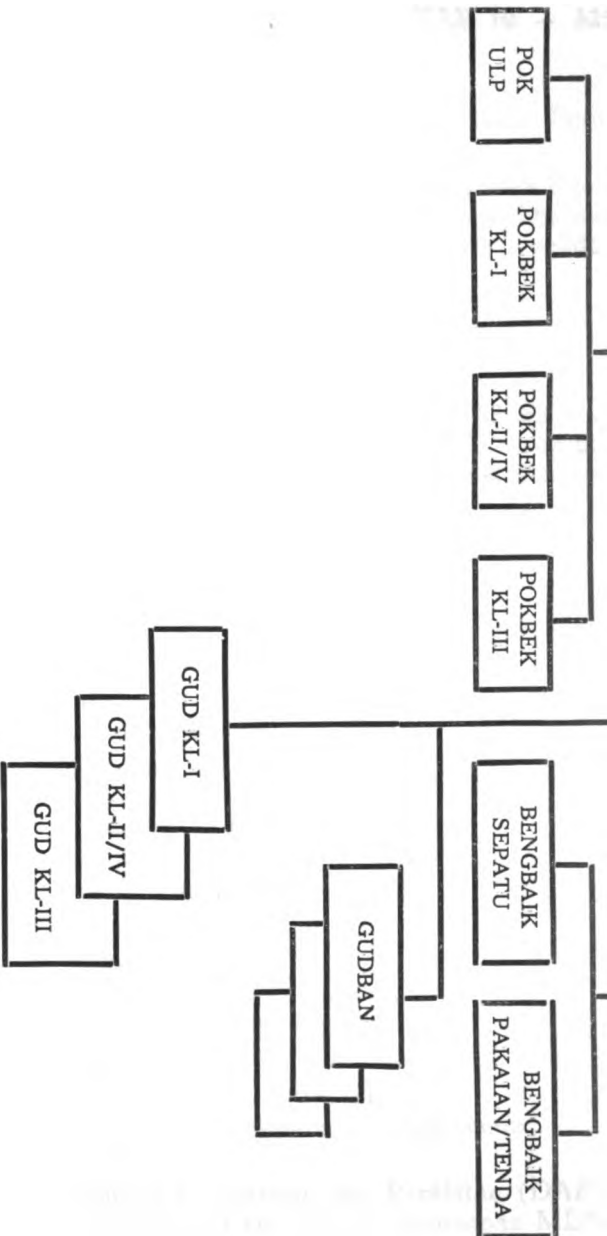 POK
ULP
POKBEK
KL-I
POKBEK
KL-II/IV
POKBEK
KL-III
BENGBAIK
SEPATU
BENGBAIK
PAKAIAN/TENDA
GUDBAN
GUD KL-I
GUD KL-II/IV
GUD KL-III